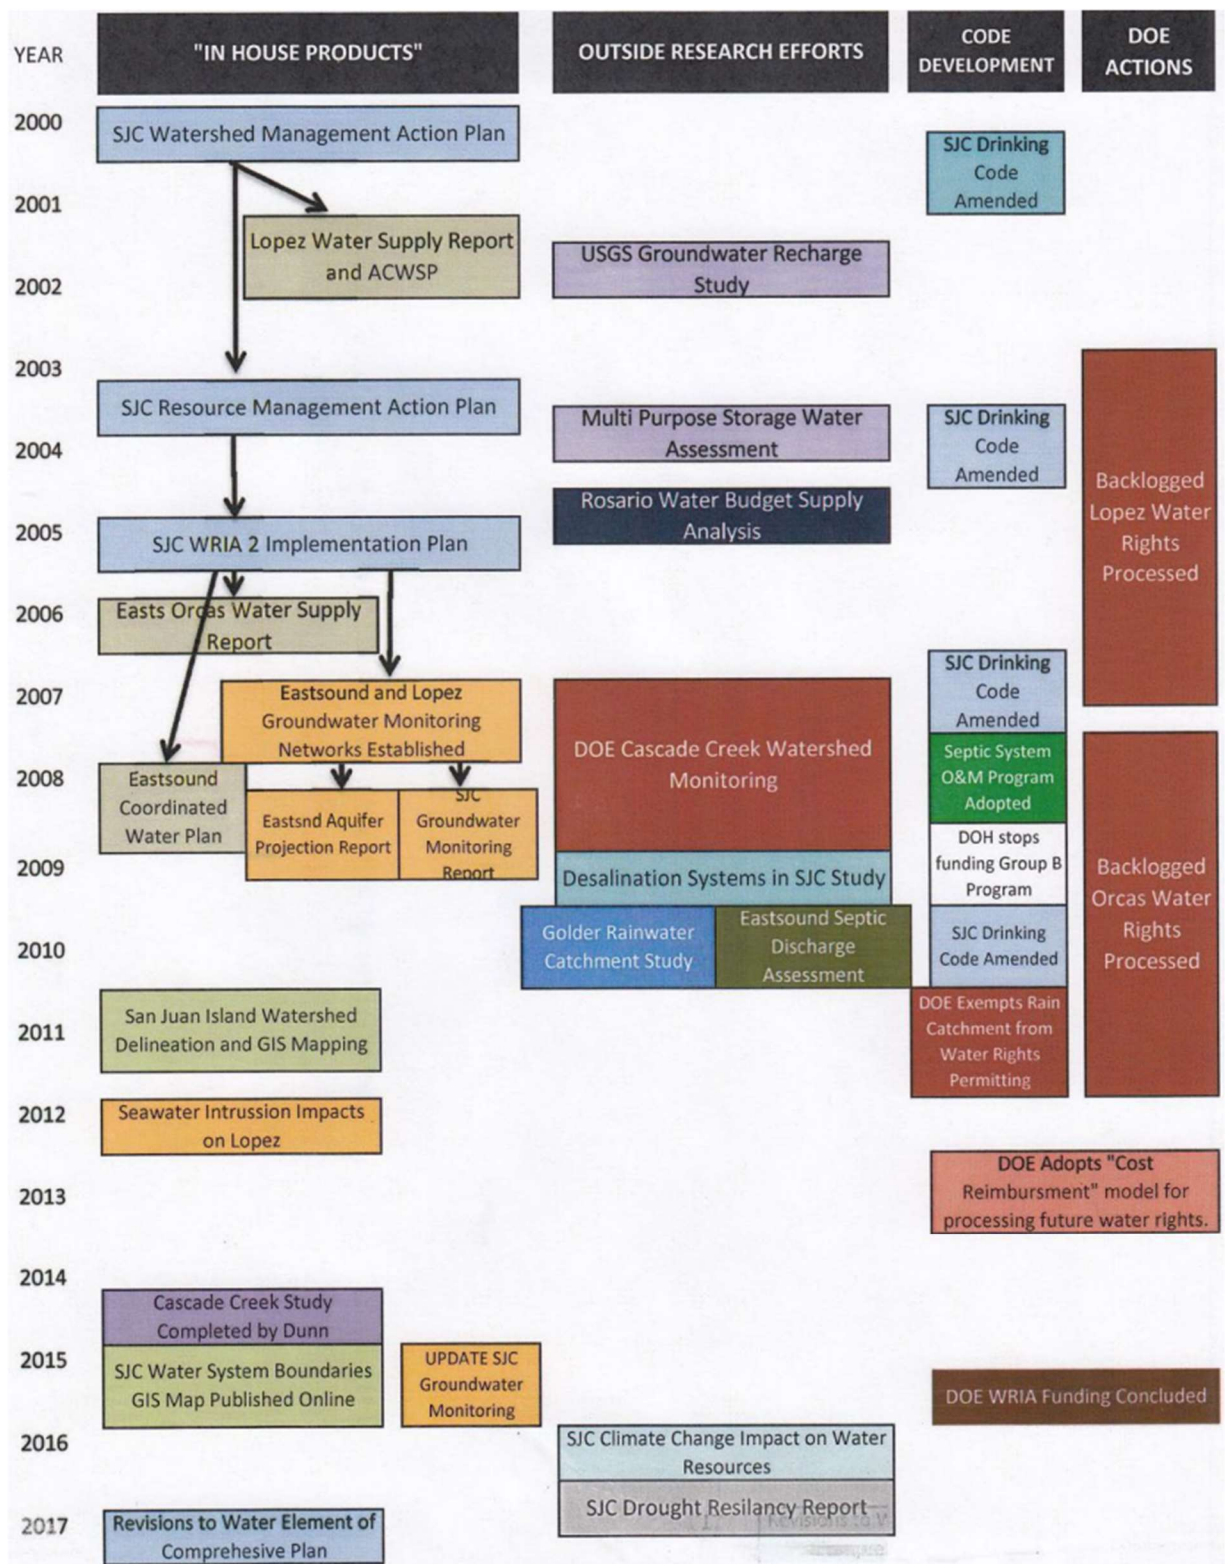 YEAR
"IN HOUSE PRODUCTS"
OUTSIDE RESEARCH EFFORTS
CODE
DEVELOPMENT
DOE
ACTIONS
2000
SJC Watershed Management Action Plan
SJC Drinking
Code
Amended
2001
Lopez Water Supply Report
and ACWSP
USGS Groundwater Recharge
Study
2002
2003
SJC Resource Management Action Plan
Multi Purpose Storage Water
Assessment
SJC Drinking
Code
Amended
Backlogged
Lopez Water
Rights
Processed
2004
Rosario Water Budget Supply
Analysis
2005
SJC WRIA 2 Implementation Plan
2006
Easts Orcas Water Supply
Report
2007
Eastsound and Lopez
Groundwater Monitoring
Networks Established
DOE Cascade Creek Watershed
Monitoring
SJC Drinking
Code
Amended
Septic System
O&M Program
Adopted
2008
Eastsound
Coordinated
Water Plan
Eastsnd Aquifer
Projection Report
SJC
Groundwater
Monitoring
Report
DOH stops
funding Group B
Program
Backlogged
Orcas Water
Rights
Processed
2009
Desalination Systems in SJC Study
Golder Rainwater
Catchment Study
Eastsound Septic
Discharge
Assessment
SJC Drinking
Code Amended
2010
San Juan Island Watershed
Delineation and GIS Mapping
DOE Exempts Rain
Catchment from
Water Rights
Permitting
2011
2012
Seawater Intrussion Impacts
on Lopez
DOE Adopts "Cost
Reimbursment" model for
processing future water rights.
2013
2014
Cascade Creek Study
Completed by Dunn
2015
SJC Water System Boundaries
GIS Map Published Online
UPDATE SJC
Groundwater
Monitoring
DOE WRIA Funding Concluded
2016
SJC Climate Change Impact on Water
Resources
SJC Drought Resilancy Report
2017
Revisions to Water Element of
Comprehesive Plan